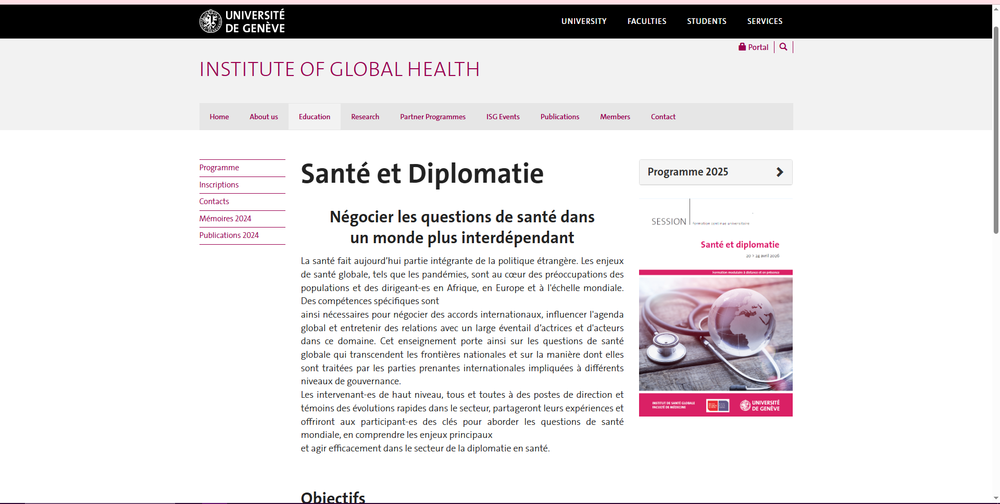 UNIVERSITÉ
DE GENÈVE
UNIVERSITY FACULTIES STUDENTS SERVICES
Portal
INSTITUTE OF GLOBAL HEALTH
Home About us Education Research Partner Programmes ISG Events Publications Members Contact
Programme
Inscriptions
Contacts
Mémoires 2024
Publications 2024
Santé et Diplomatie
Négocier les questions de santé dans
un monde plus interdépendant
La santé fait aujourd’hui partie intégrante de la politique étrangère. Les enjeux
de santé globale, tels que les pandémies, sont au cœur des préoccupations des
populations et des dirigeant-es en Afrique, en Europe et à l'échelle mondiale.
Des compétences spécifiques sont
ainsi nécessaires pour négocier des accords internationaux, influencer l'agenda
global et entretenir des relations avec un large éventail d’actrices et d'acteurs
dans ce domaine. Cet enseignement porte ainsi sur les questions de santé
globale qui transcendent les frontières nationales et sur la manière dont elles
sont traitées par les parties prenantes internationales impliquées à différents
niveaux de gouvernance.
Les intervenant-es de haut niveau, tous et toutes à des postes de direction et
témoins des évolutions rapides dans le secteur, partageront leurs expériences et
offriront aux participant-es des clés pour aborder les questions de santé
mondiale, en comprendre les enjeux principaux
et agir efficacement dans le secteur de la diplomatie en santé.
Objectifs
Programme 2025
SESSION formation continue universitaire
Santé et diplomatie
20 > 24 avril 2026
Formation modulaire à distance et en présence
INSTITUT DE SANTÉ GLOBALE
FACULTÉ DE MÉDECINE
UNIVERSITÉ
DE GENÈVE